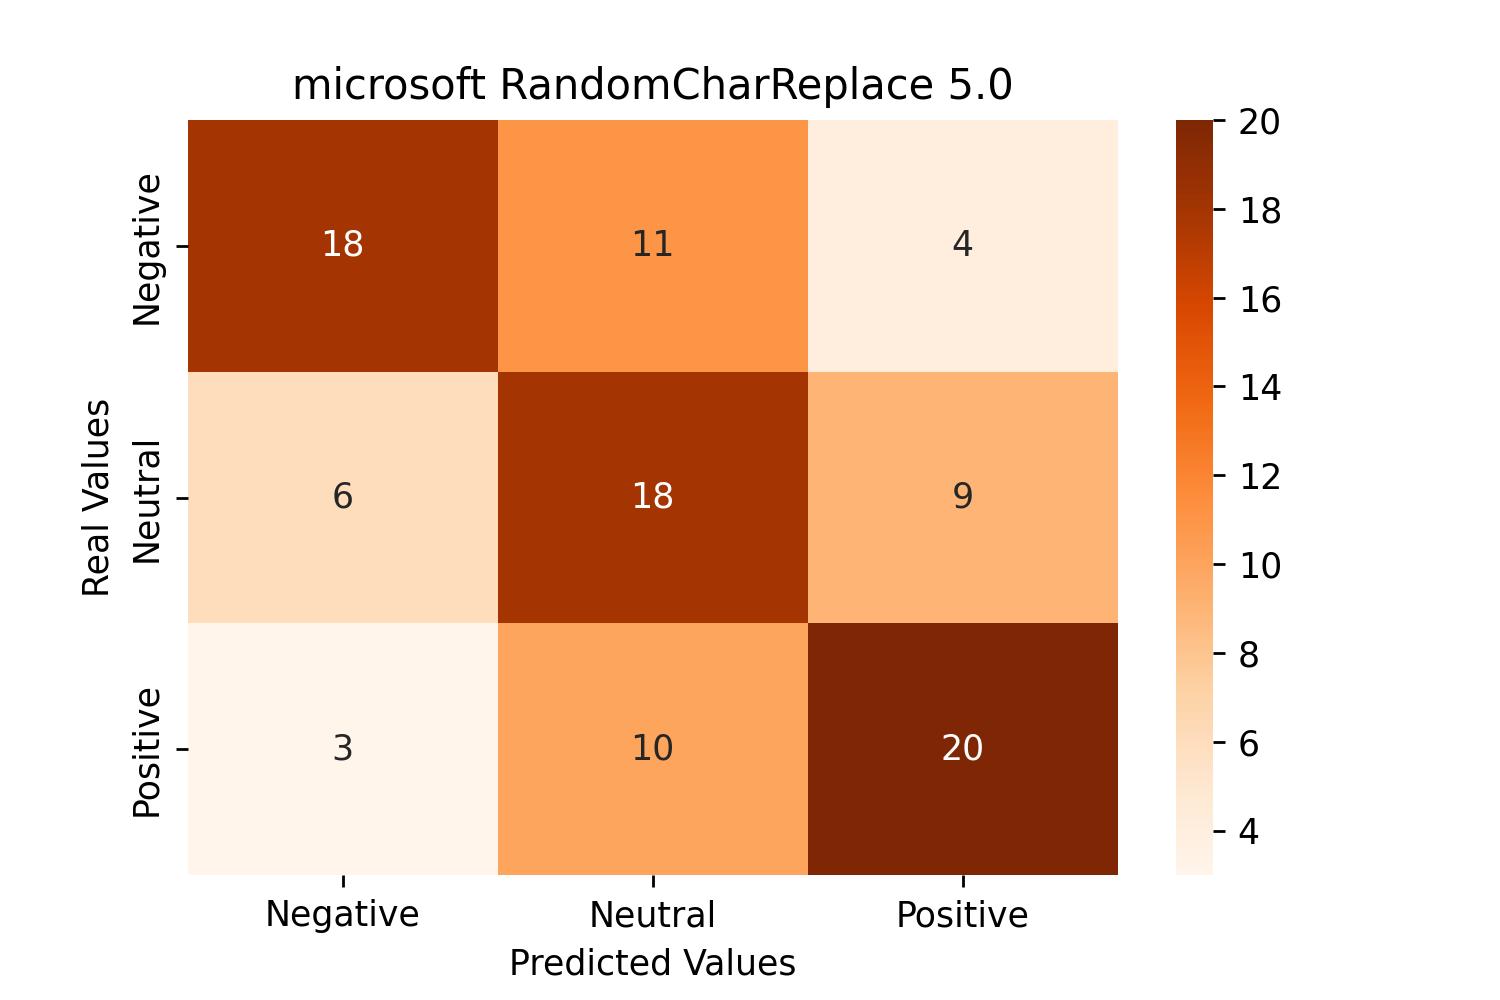 microsoft RandomCharReplace 5.0
Real Values
Negative
18 11 4
Neutral
6 18 9
Positive
3 10 20
Negative Neutral Positive
Predicted Values
20
18
16
14
12
10
8
6
4